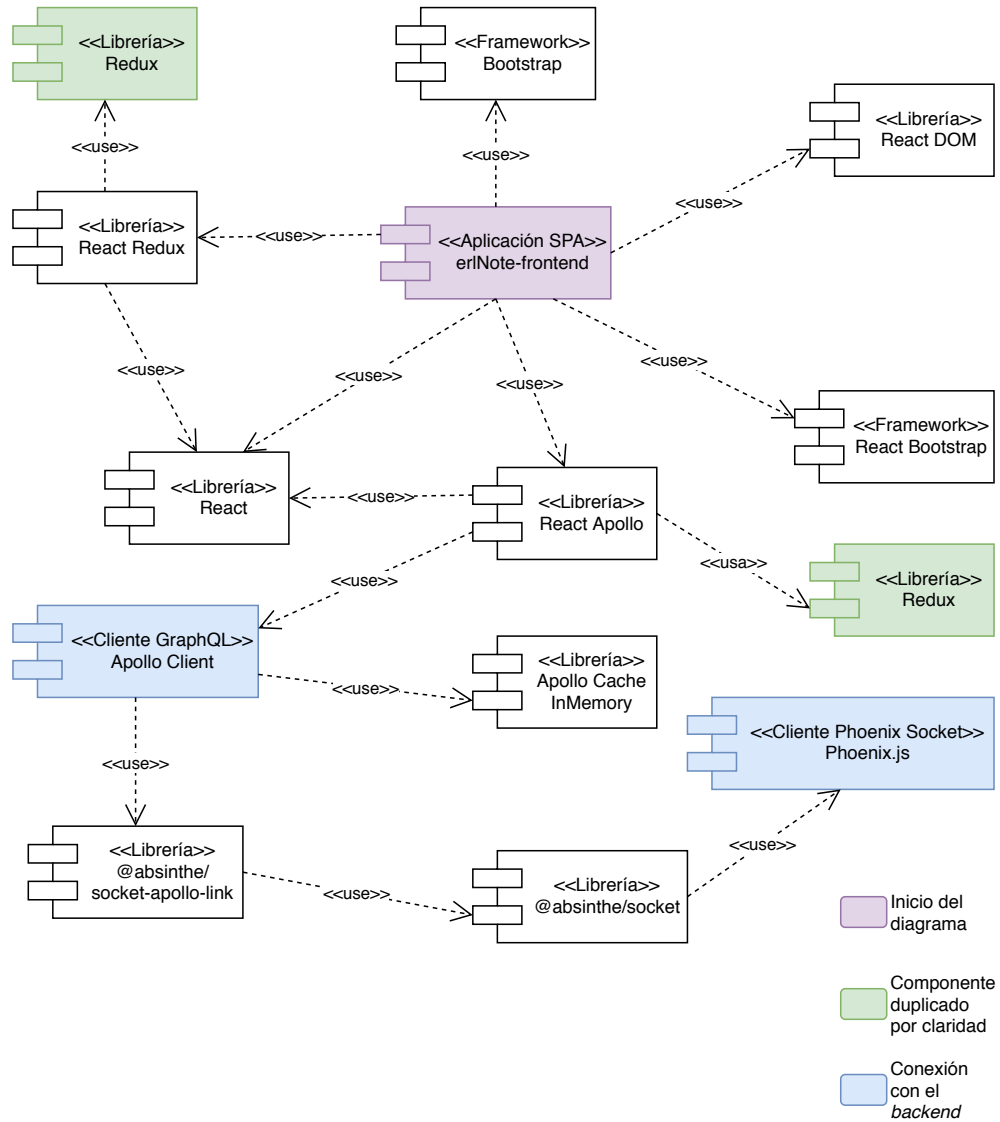 <<Librería>>
Redux
<<Framework>>
Bootstrap
<<Librería>>
React DOM
<<use>>
<<use>>
<<use>>
<<Librería>>
React Redux
<<use>>
<<Aplicación SPA>>
erlNote-frontend
<<use>>
<<use>>
<<use>>
<<use>>
<<Framework>>
React Bootstrap
<<Librería>>
React
<<use>>
<<Librería>>
React Apollo
<<use>>
<<usa>>
<<Librería>>
Redux
<<Cliente GraphQL>>
Apollo Client
<<use>>
<<Librería>>
Apollo Cache
InMemory
<<Cliente Phoenix Socket>>
Phoenix.js
<<use>>
<<use>>
<<Librería>>
@absinthe/
socket-apollo-link
<<use>>
<<Librería>>
@absinthe/socket
Inicio del
diagrama
Componente
duplicado
por claridad
Conexión
con el
backend